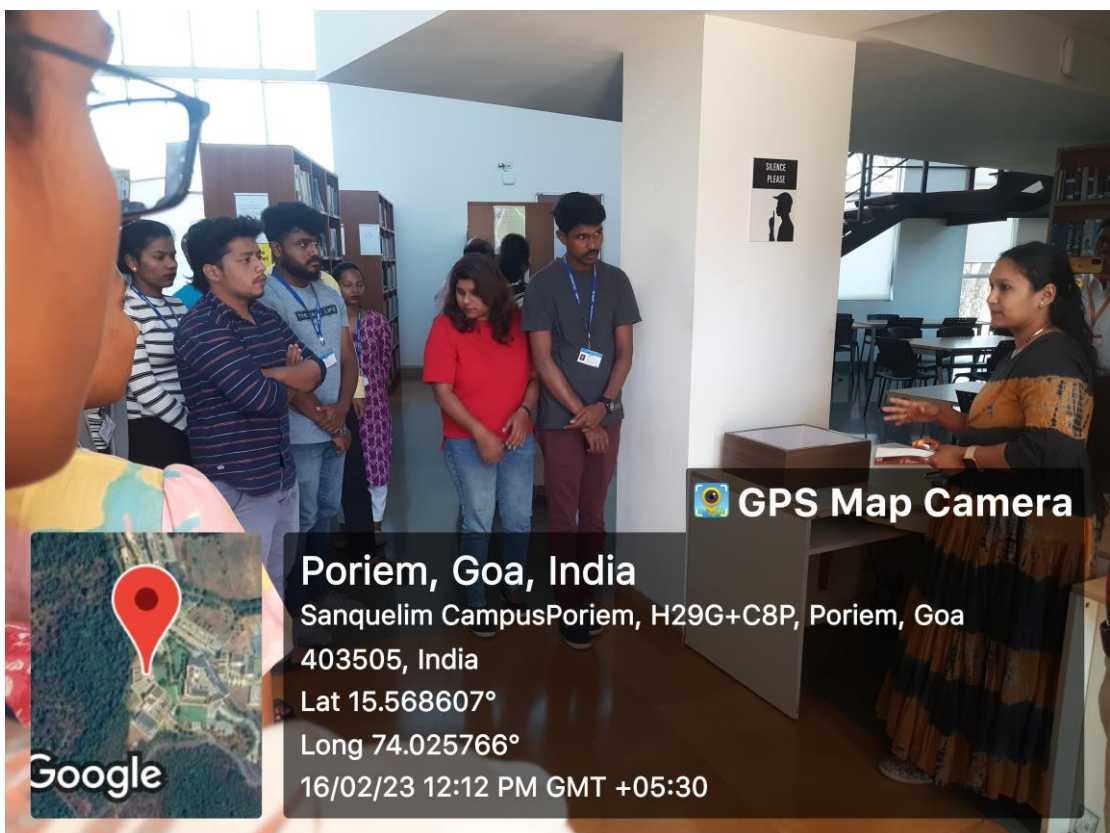 SILENCE
PLEASE
GPS Map Camera
Poriem, Goa, India
Sanquelim CampusPoriem, H29G+C8P, Poriem, Goa
403505, India
Lat 15.568607°
Long 74.025766°
16/02/23 12:12 PM GMT +05:30
Google